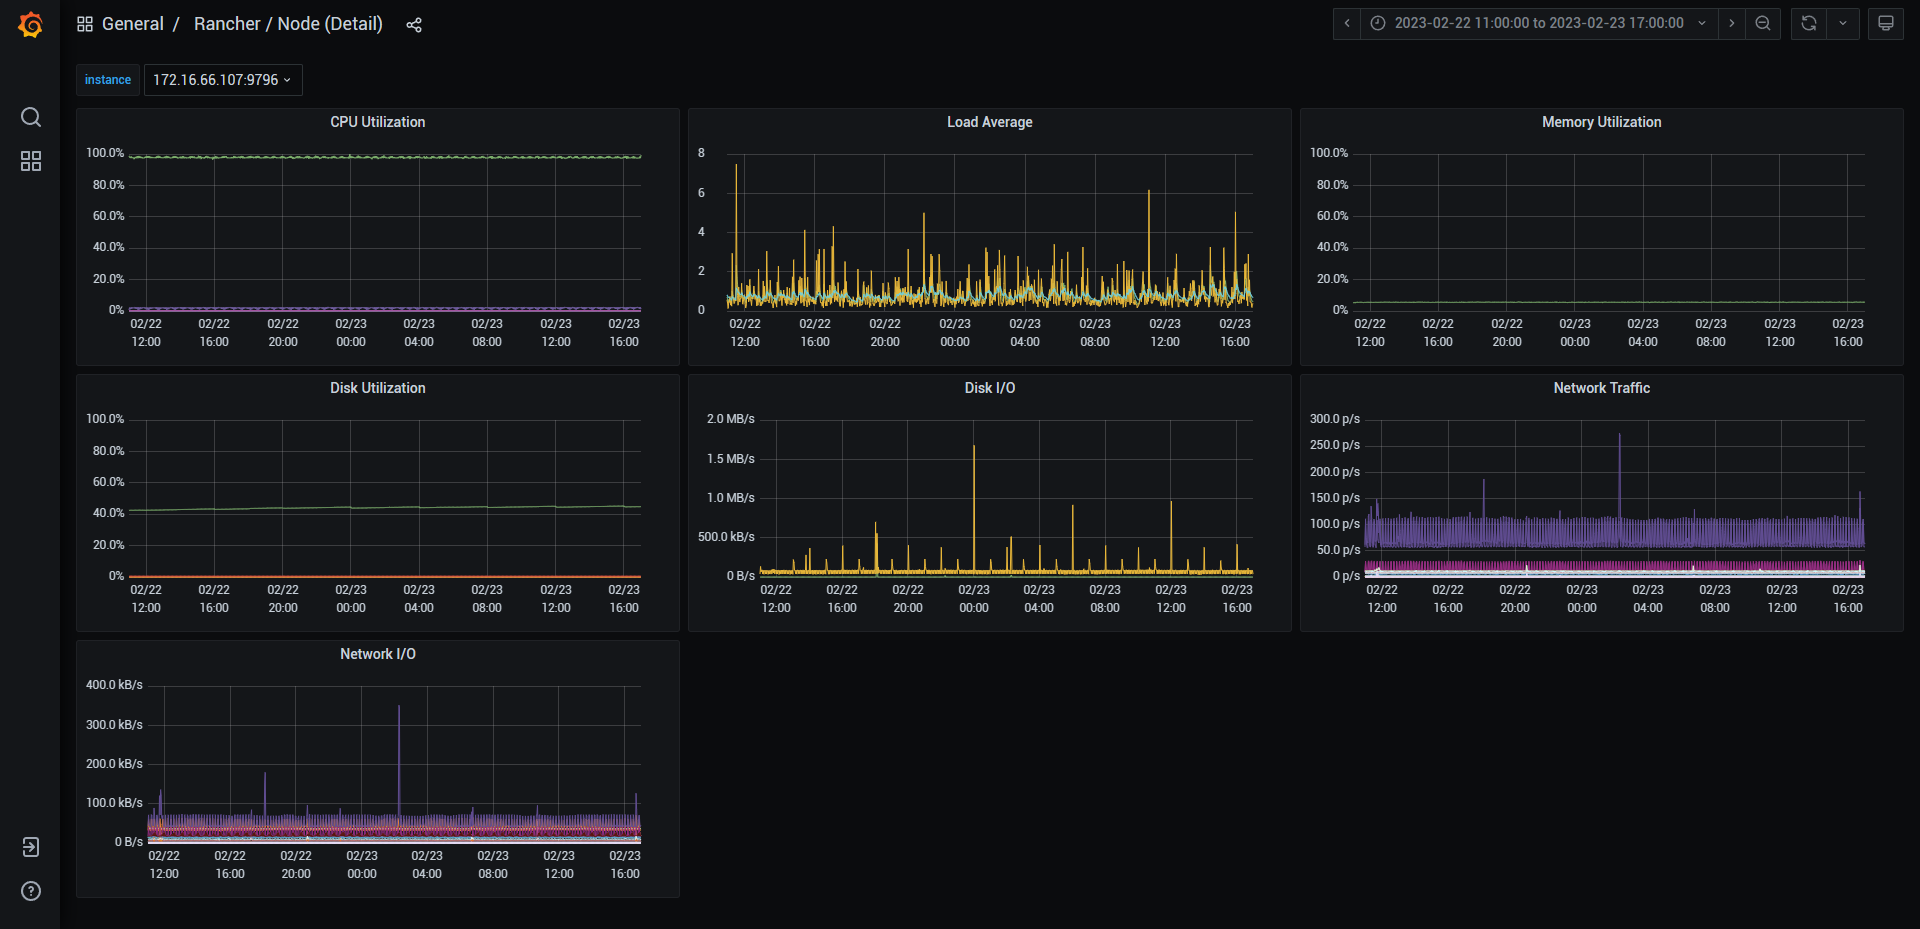 General / Rancher / Node (Detail)
2023-02-22 11:00:00 to 2023-02-23 17:00:00
instance
172.16.66.107:9796
CPU Utilization
100.0%
80.0%
60.0%
40.0%
20.0%
0%
02/22 02/22 02/22 02/23 02/23 02/23 02/23 02/23
12:00 16:00 20:00 00:00 04:00 08:00 12:00 16:00
Load Average
8
6
4
2
0
02/22 02/22 02/22 02/23 02/23 02/23 02/23 02/23
12:00 16:00 20:00 00:00 04:00 08:00 12:00 16:00
Memory Utilization
100.0%
80.0%
60.0%
40.0%
20.0%
0%
02/22 02/22 02/22 02/23 02/23 02/23 02/23 02/23
12:00 16:00 20:00 00:00 04:00 08:00 12:00 16:00
Disk Utilization
100.0%
80.0%
60.0%
40.0%
20.0%
0%
02/22 02/22 02/22 02/23 02/23 02/23 02/23 02/23
12:00 16:00 20:00 00:00 04:00 08:00 12:00 16:00
Disk I/O
2.0 MB/s
1.5 MB/s
1.0 MB/s
500.0 kB/s
0 B/s
02/22 02/22 02/22 02/23 02/23 02/23 02/23 02/23
12:00 16:00 20:00 00:00 04:00 08:00 12:00 16:00
Network Traffic
300.0 p/s
250.0 p/s
200.0 p/s
150.0 p/s
100.0 p/s
50.0 p/s
0 p/s
02/22 02/22 02/22 02/23 02/23 02/23 02/23 02/23
12:00 16:00 20:00 00:00 04:00 08:00 12:00 16:00
Network I/O
400.0 kB/s
300.0 kB/s
200.0 kB/s
100.0 kB/s
0 B/s
02/22 02/22 02/22 02/23 02/23 02/23 02/23 02/23
12:00 16:00 20:00 00:00 04:00 08:00 12:00 16:00